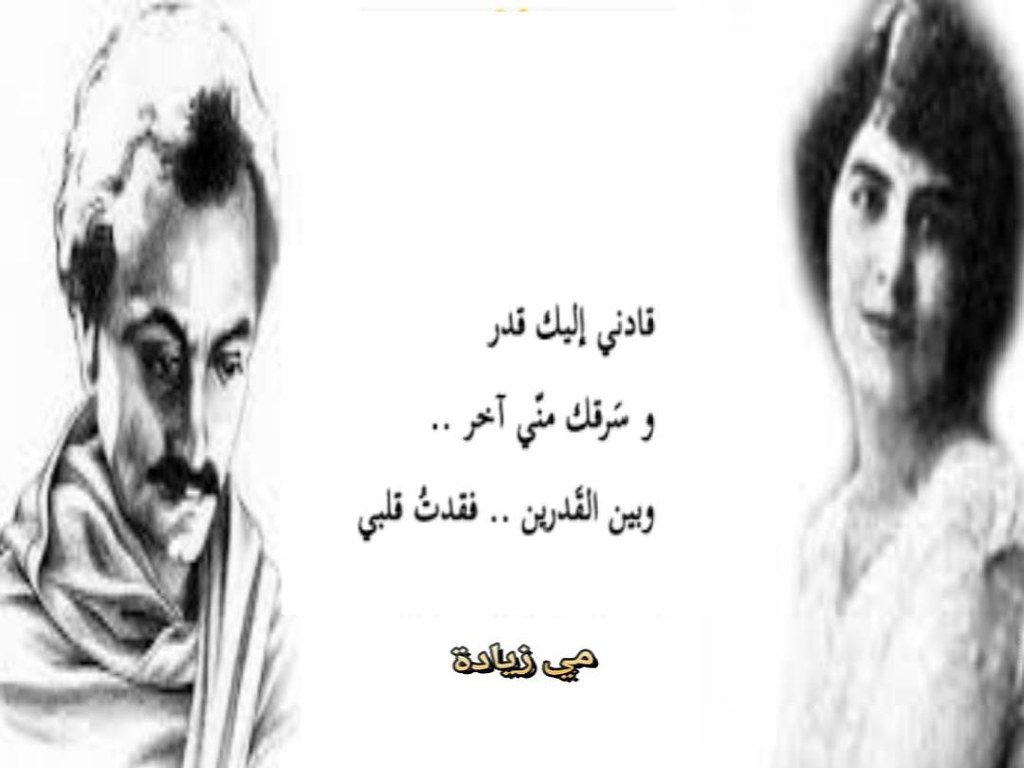 قادني إليك قدر
و سَرقك منّي آخر ..
وبين القَدرين .. فقدتُ قلبي
مي زيادة